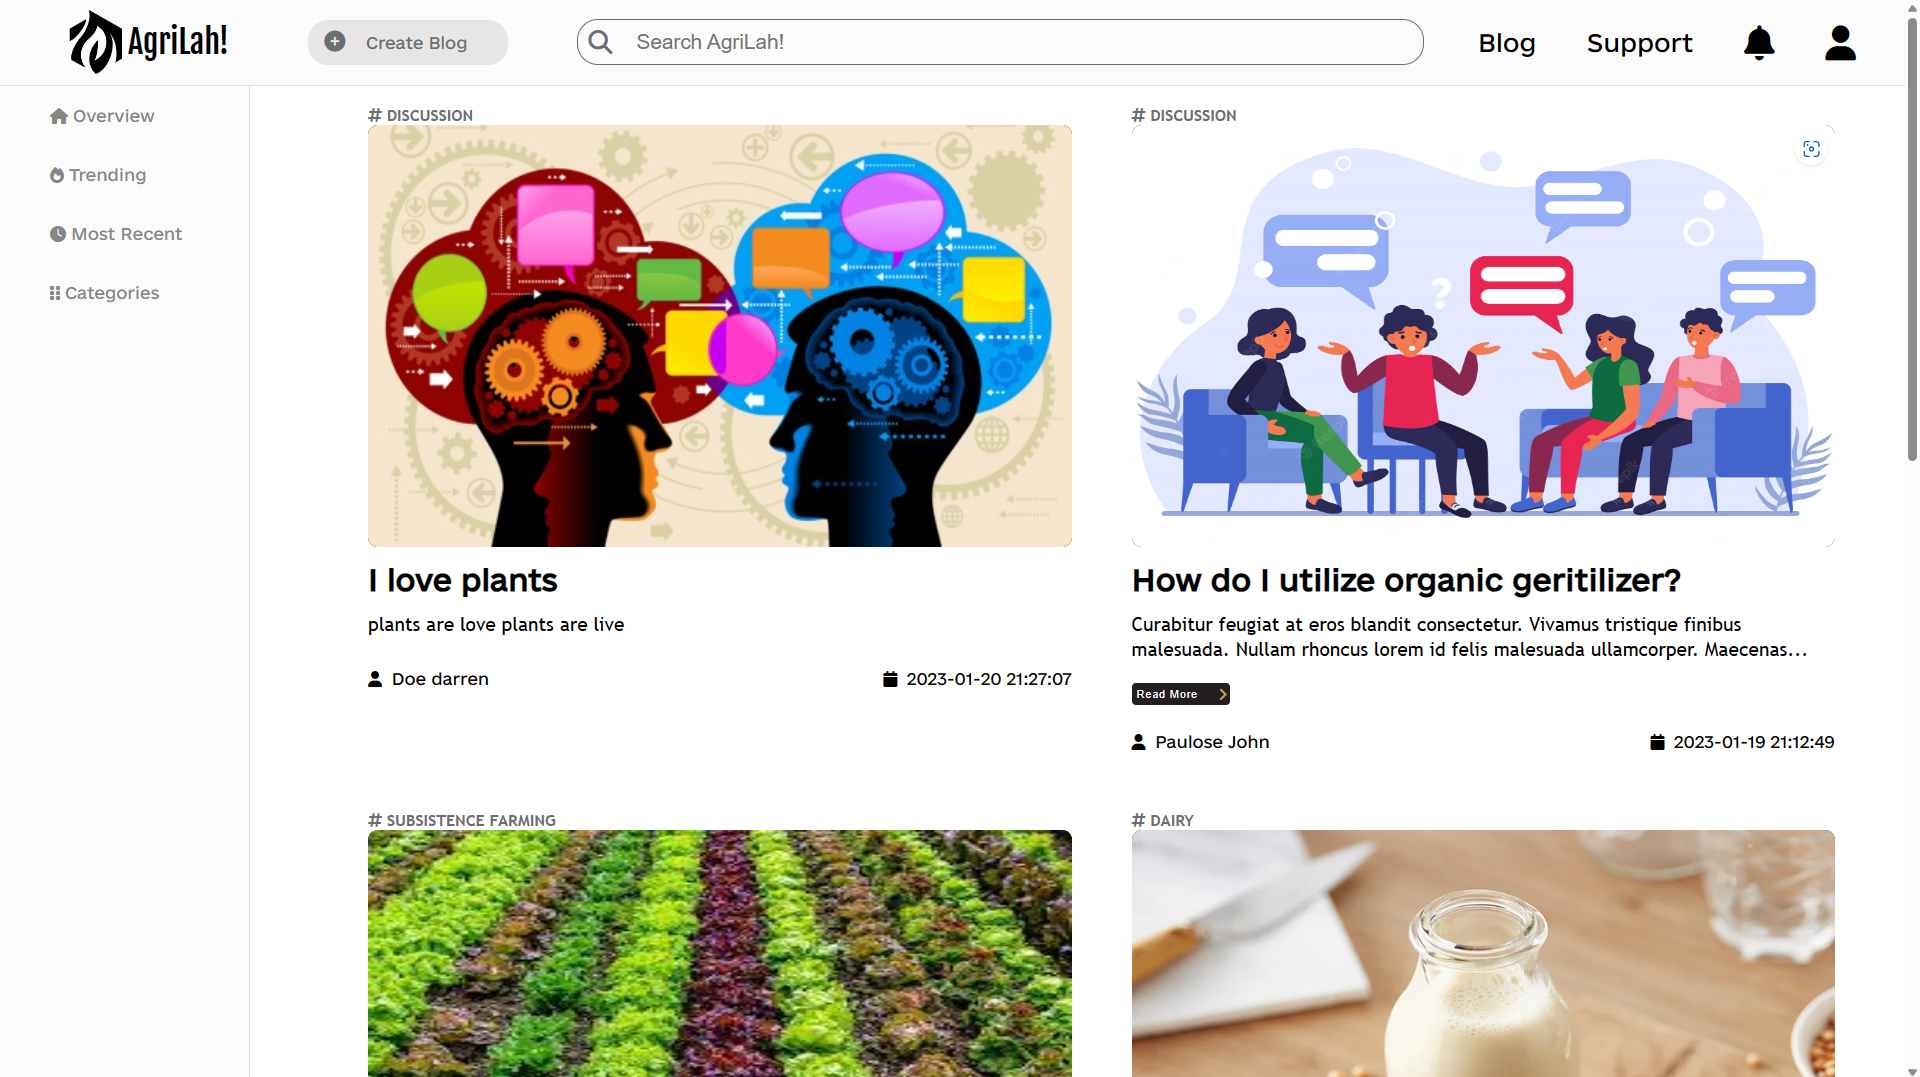 AgriLah!
Create Blog
Search AgriLah!
Blog
Support
Overview
Trending
Most Recent
Categories
# DISCUSSION
I love plants
plants are love plants are live
Doe darren
2023-01-20 21:27:07
# DISCUSSION
?
How do I utilize organic geritilizer?
Curabitur feugiat at eros blandit consectetur. Vivamus tristique finibus
malesuada. Nullam rhoncus lorem id felis malesuada ullamcorper. Maecenas...
Read More
Paulose John
2023-01-19 21:12:49
# SUBSISTENCE FARMING
# DAIRY